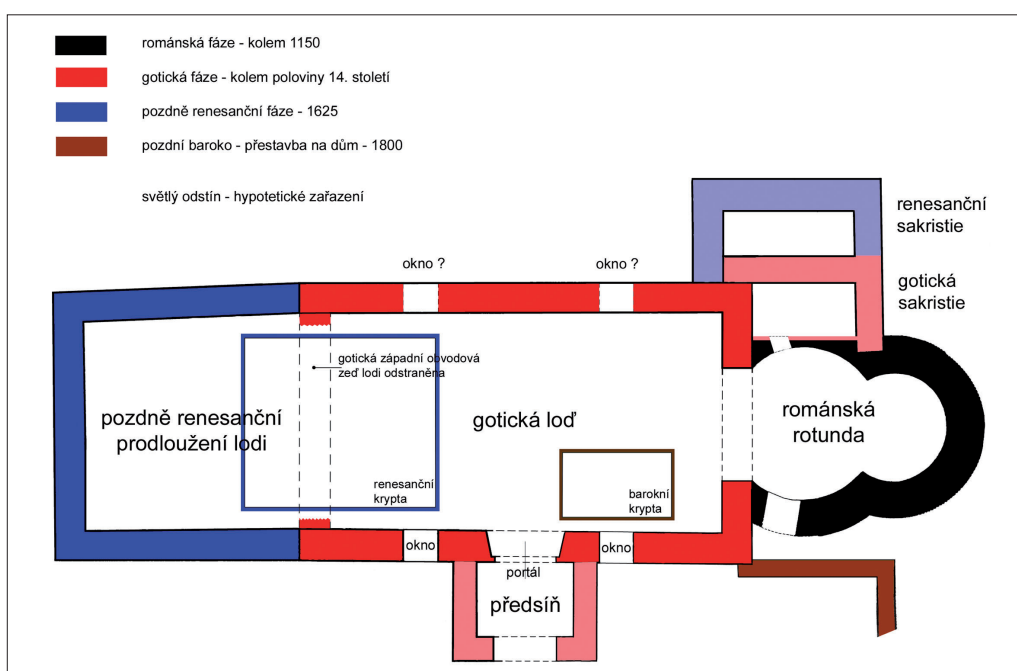 románská fáze - kolem 1150
gotická fáze - kolem poloviny 14. století
pozdně renesanční fáze - 1625
pozdní baroko - přestavba na dům - 1800
světlý odstín - hypotetické zařazení
renesanční
sakristie
gotická
sakristie
okno ?
okno ?
gotická západní obvodová
zeď lodi odstraněna
pozdně renesanční
prodloužení lodi
gotická loď
románská
rotunda
renesanční
krypta
barokní
krypta
okno
okno
portál
předsíň